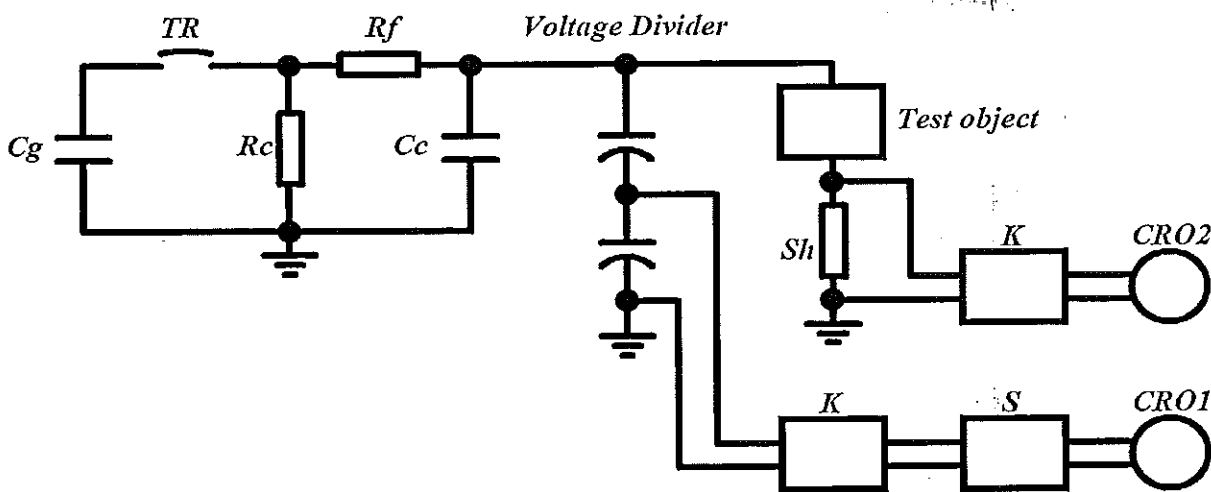 TR
Rf
Voltage Divider
Cg
Rc
Cc
Test object
Sh
K
CRO2
K
S
CRO1